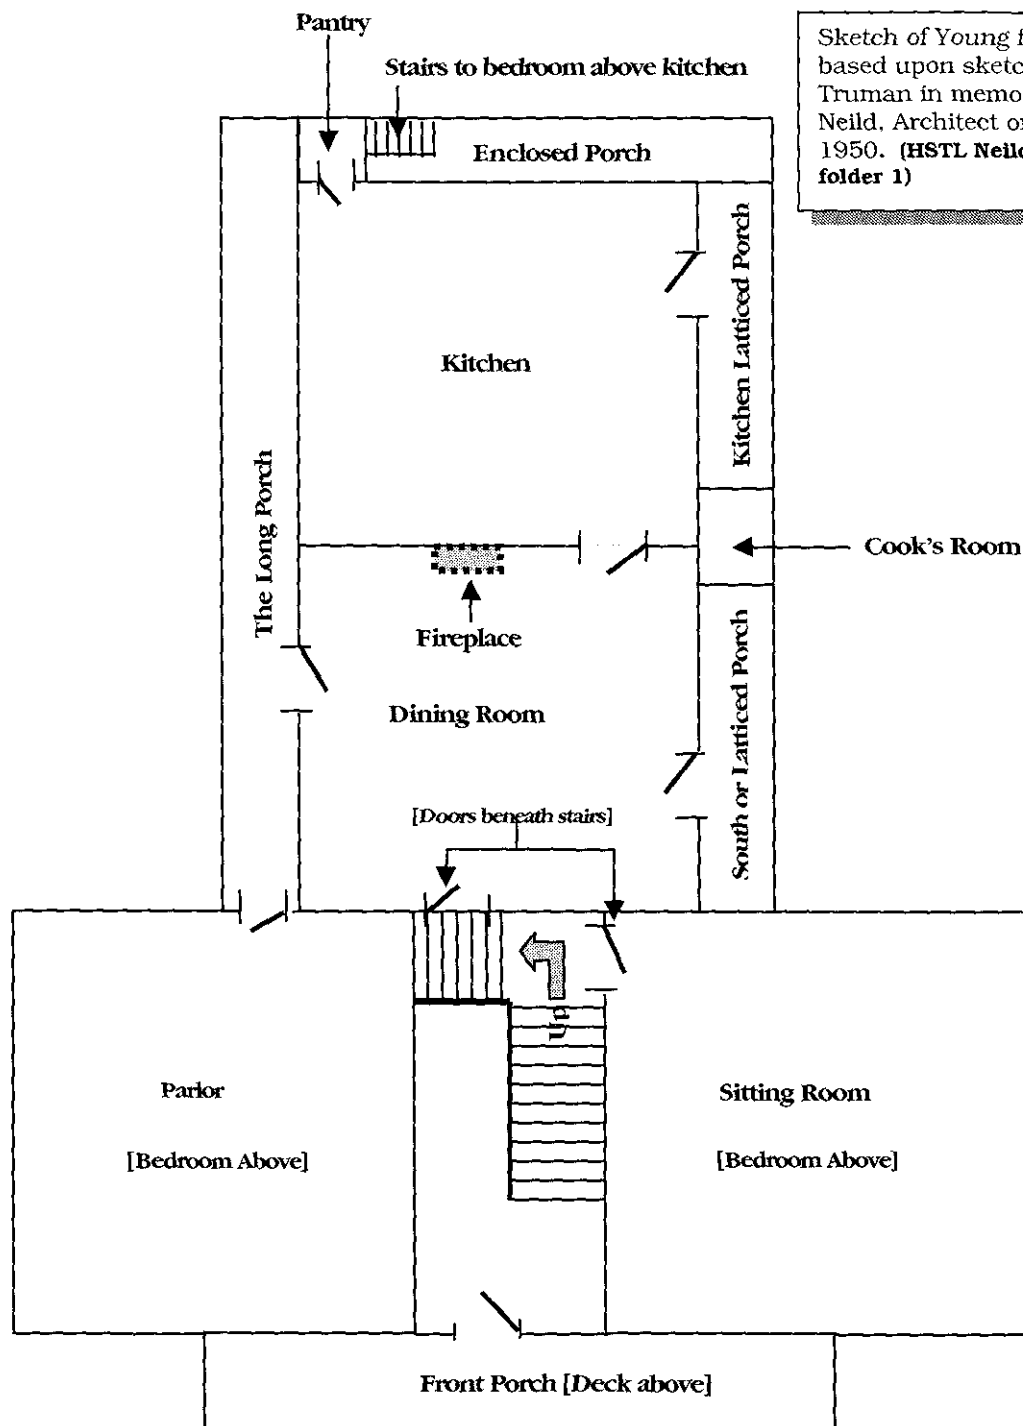 Pantry
Stairs to bedroom above kitchen
Sketch of Young
based upon sketc
Truman in memo
Neild, Architect
1950. (HSTL
folder 1)
Enclosed Porch
Kitchen Latticed Porch
Kitchen
The Long Porch
Cook's Room
Fireplace
Dining Room
South or Latticed Porch
[Doors beneath stairs]
Up
Parlor
[Bedroom Above]
Sitting Room
[Bedroom Above]
Front Porch [Deck above]